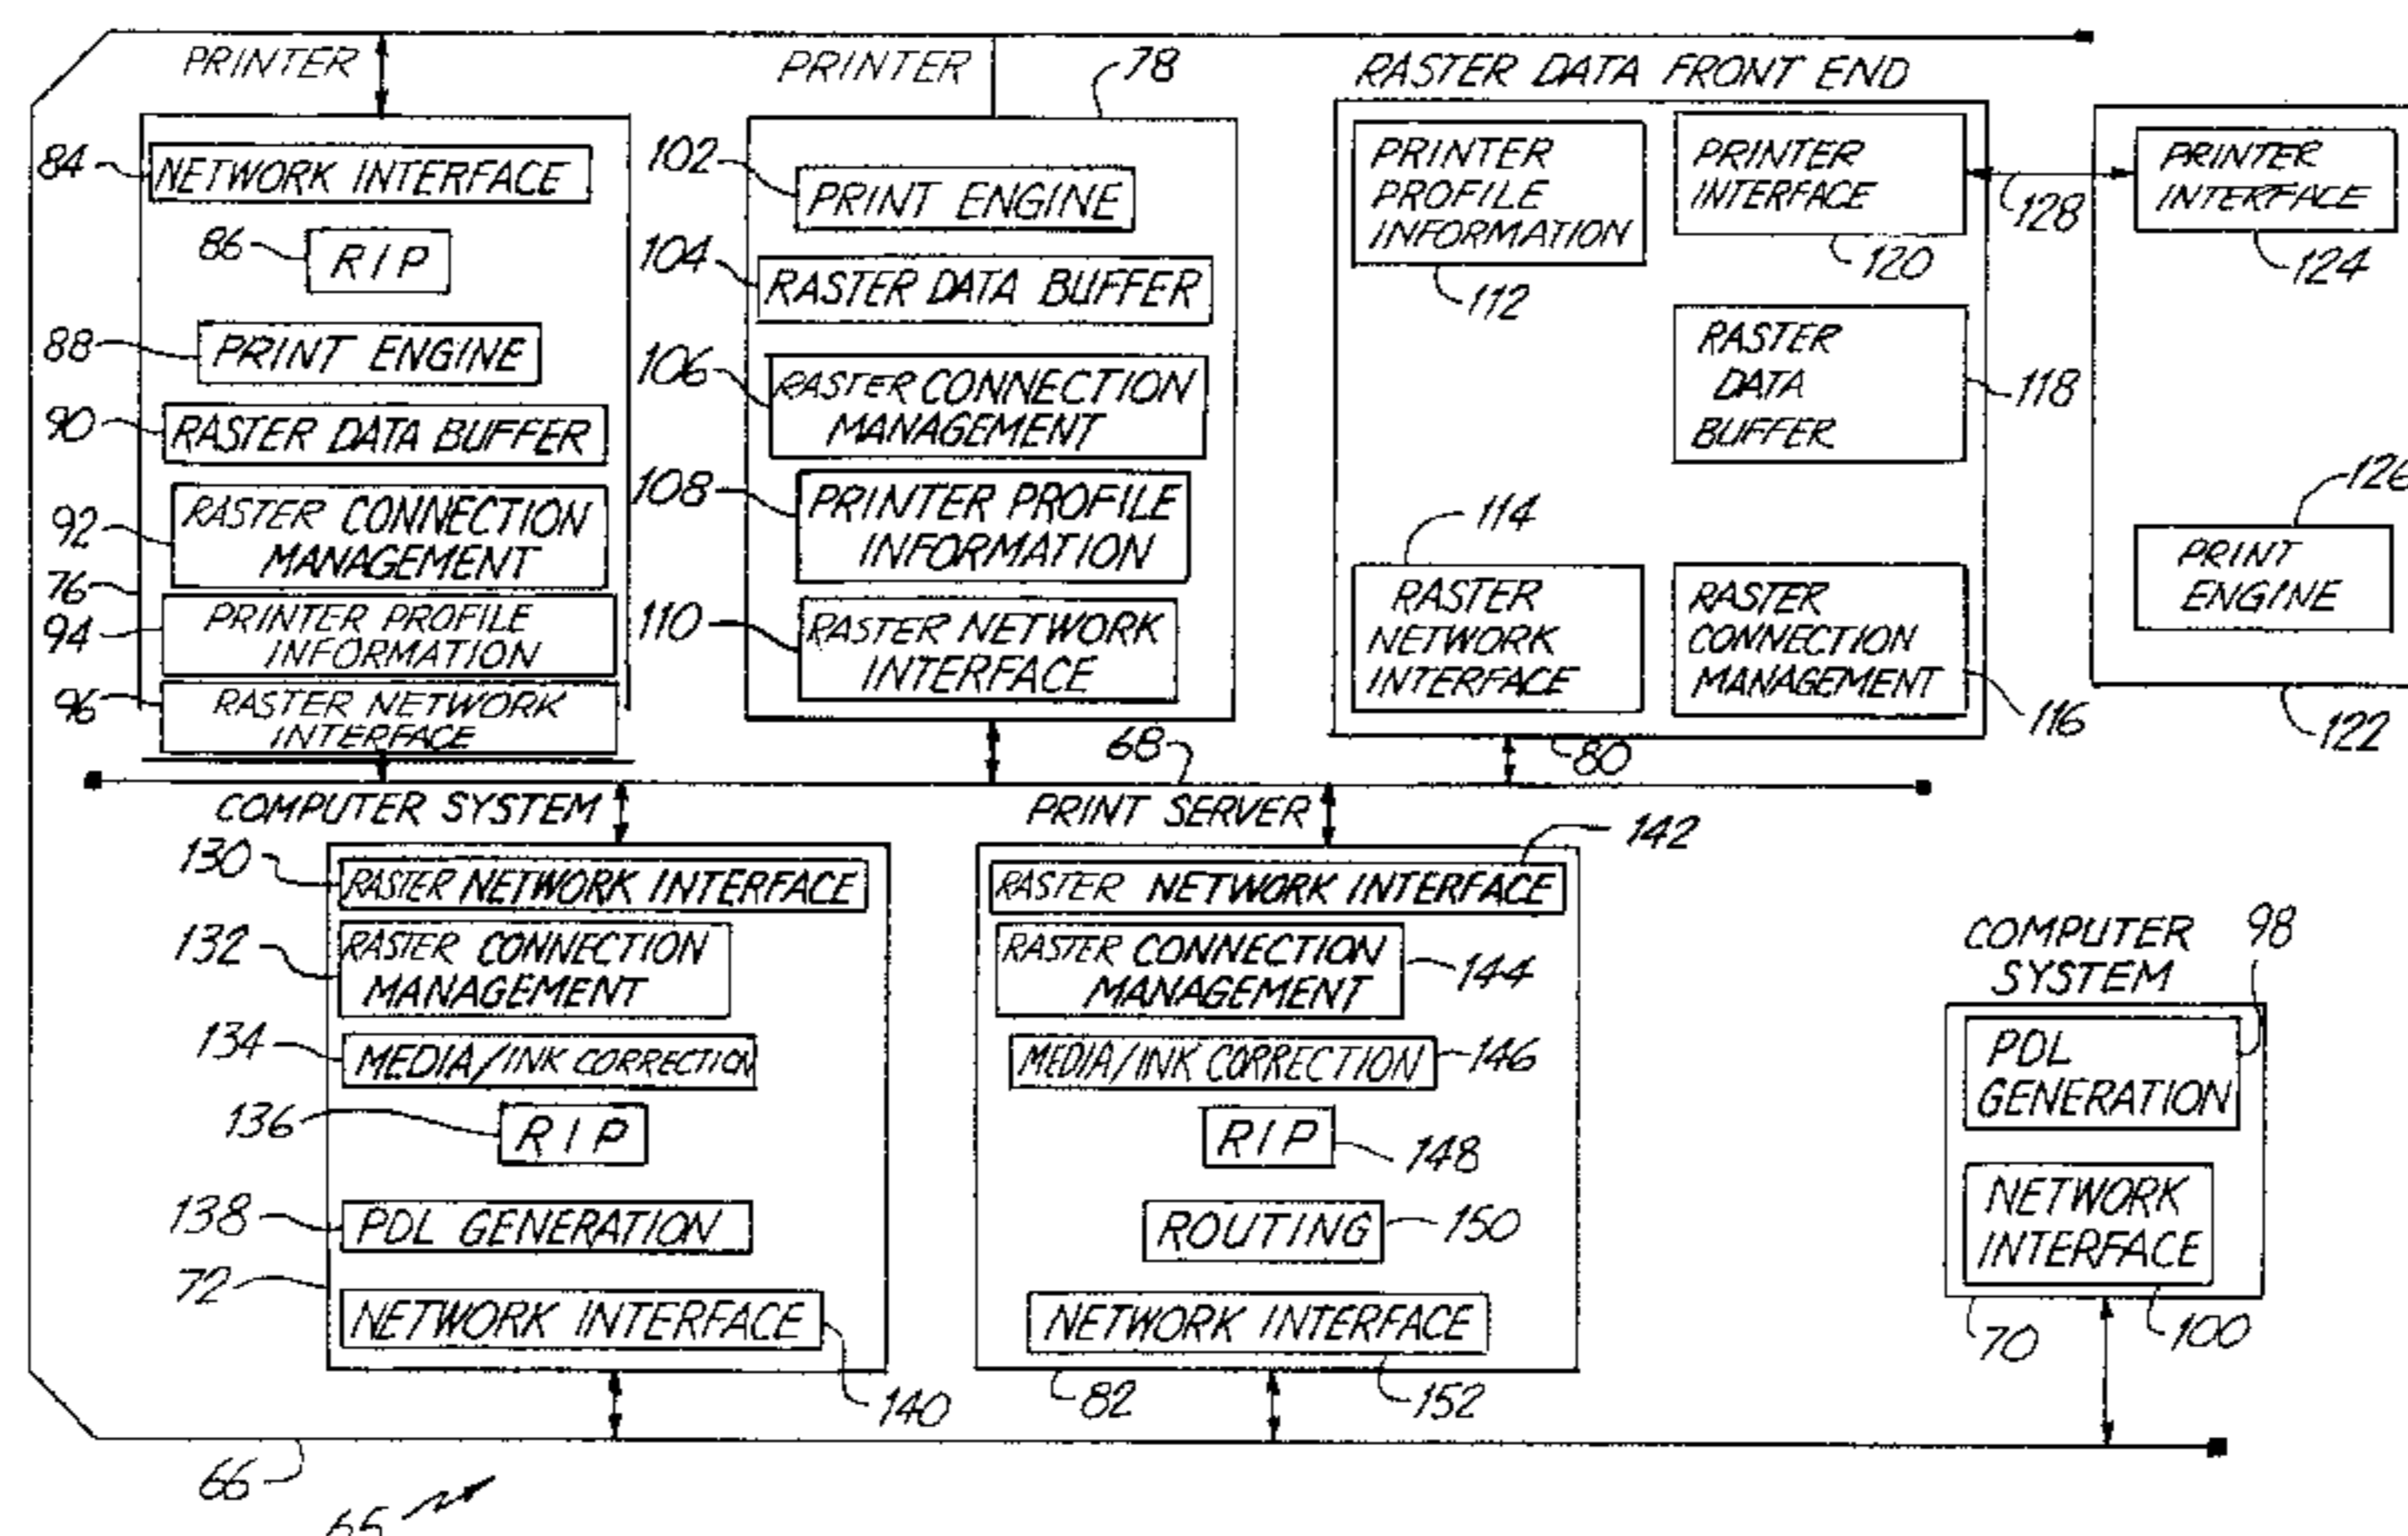 PRINTER
84
NETWORK INTERFACE
86
RIP
88
PRINT ENGINE
90
RASTER DATA BUFFER
92
RASTER CONNECTION
MANAGEMENT
76
94
PRINTER PROFILE
INFORMATION
96
RASTER NETWORK
INTERFACE
PRINTER
78
102
PRINT ENGINE
104
RASTER DATA BUFFER
106
RASTER CONNECTION
MANAGEMENT
108
PRINTER PROFILE
INFORMATION
110
RASTER NETWORK
INTERFACE
68
RASTER DATA FRONT END
PRINTER
PROFILE
INFORMATION
112
PRINTER
INTERFACE
120
128
RASTER
DATA
BUFFER
118
114
RASTER
NETWORK
INTERFACE
RASTER
CONNECTION
MANAGEMENT
116
80
PRINTER
INTERFACE
124
126
PRINT
ENGINE
122
COMPUTER SYSTEM
130
RASTER NETWORK INTERFACE
132
RASTER CONNECTION
MANAGEMENT
134
MEDIA/INK CORRECTION
136
RIP
138
PDL GENERATION
72
NETWORK INTERFACE
140
PRINT SERVER
142
RASTER NETWORK INTERFACE
RASTER CONNECTION
MANAGEMENT
144
MEDIA/INK CORRECTION
146
RIP
148
ROUTING
150
NETWORK INTERFACE
82
152
COMPUTER
SYSTEM
98
PDL
GENERATION
NETWORK
INTERFACE
70
100
66
65